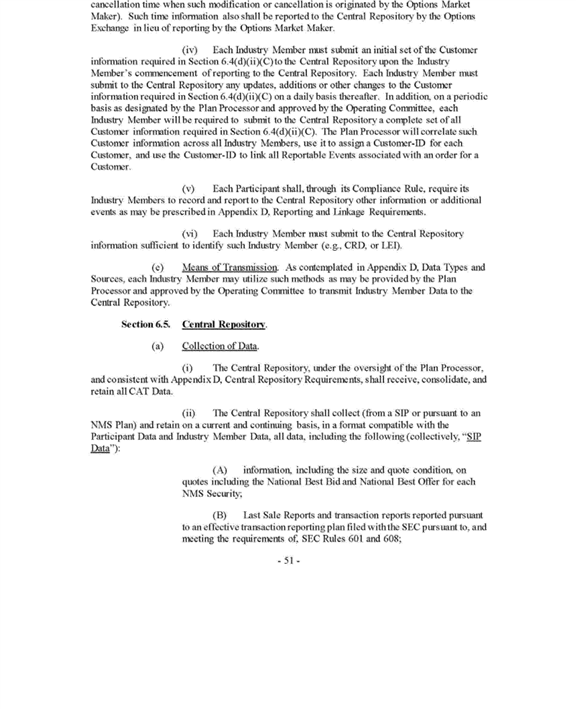 cancellation time when such modification or cancellation is originated by the Options Market
Maker). Such time information also shall be reported to the Central Repository by the Options
Exchange in lieu of reporting by the Options Market Maker.
(iv) Each Industry Member must submit an initial set of the Customer
information required in Section 6.4(d)(ii)(C) to the Central Repository upon the Industry
Member's commencement of reporting to the Central Repository. Each Industry Member must
submit to the Central Repository any updates, additions or other changes to the Customer
information required in Section 6.4(d)(ii)(C) on a daily basis thereafter. In addition, on a periodic
basis as designated by the Plan Processor and approved by the Operating Committee, each
Industry Member will be required to submit to the Central Repository a complete set of all
Customer information required in Section 6.4(d)(ii)(C). The Plan Processor will correlate such
Customer information across all Industry Members, use it to assign a Customer-ID for each
Customer, and use the Customer-ID to link all Reportable Events associated with an order for a
Customer.
(v) Each Participant shall, through its Compliance Rule, require its
Industry Members to record and report to the Central Repository other information or additional
events as may be prescribed in Appendix D, Reporting and Linkage Requirements.
(vi) Each Industry Member must submit to the Central Repository
information sufficient to identify such Industry Member (e.g., CRD, or LEI).
(e) Means of Transmission. As contemplated in Appendix D, Data Types and
Sources, each Industry Member may utilize such methods as may be provided by the Plan
Processor and approved by the Operating Committee to transmit Industry Member Data to the
Central Repository.
Section 6.5. Central Repository.
(a) Collection of Data.
(i) The Central Repository, under the oversight of the Plan Processor,
and consistent with Appendix D, Central Repository Requirements, shall receive, consolidate, and
retain all CAT Data.
(ii) The Central Repository shall collect (from a SIP or pursuant to an
NMS Plan) and retain on a current and continuing basis, in a format compatible with the
Participant Data and Industry Member Data, all data, including the following (collectively, "SIP
Data"):
(A) information, including the size and quote condition, on
quotes including the National Best Bid and National Best Offer for each
NMS Security;
(B) Last Sale Reports and transaction reports reported pursuant
to an effective transaction reporting plan filed with the SEC pursuant to, and
meeting the requirements of, SEC Rules 601 and 608;
- 51 -